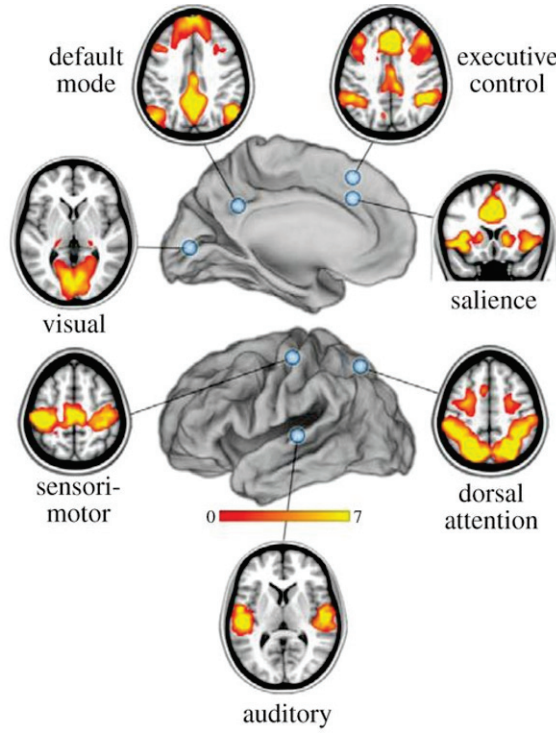 default
mode
executive
control
visual
salience
sensori-
motor
dorsal
attention
0 7
auditory